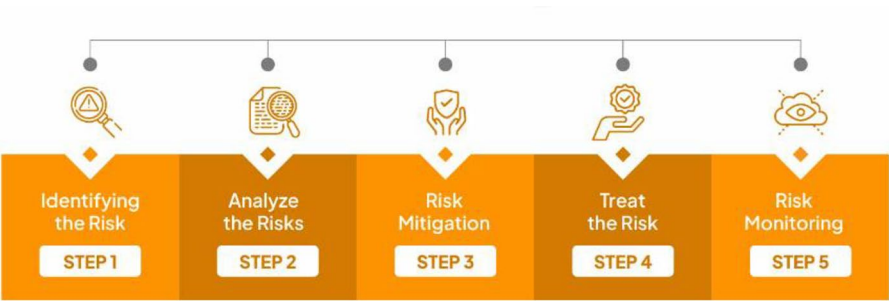 Identifying
the Risk
STEP 1
Analyze
the Risks
STEP 2
Risk
Mitigation
STEP 3
Treat
the Risk
STEP 4
Risk
Monitoring
STEP 5